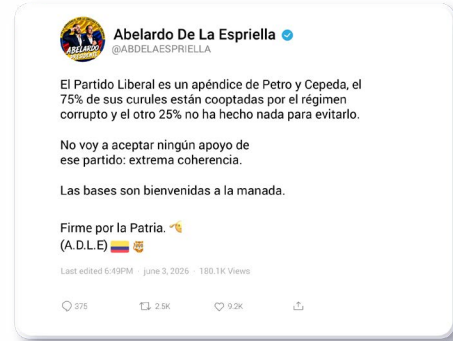 Abelardo De La Espriella
@ABDELAESPRIELLA
ABELARDO
PRESIDENTE
El Partido Liberal es un apéndice de Petro y Cepeda, el
75% de sus curules están cooptadas por el régimen
corrupto y el otro 25% no ha hecho nada para evitarlo.
No voy a aceptar ningún apoyo de
ese partido: extrema coherencia.
Las bases son bienvenidas a la manada.
Firme por la Patria. 🫡
(A.D.L.E) 🇨🇴 🐯
Last edited 6:49PM · june 3, 2026 · 180.1K Views
375 2.5K 9.2K